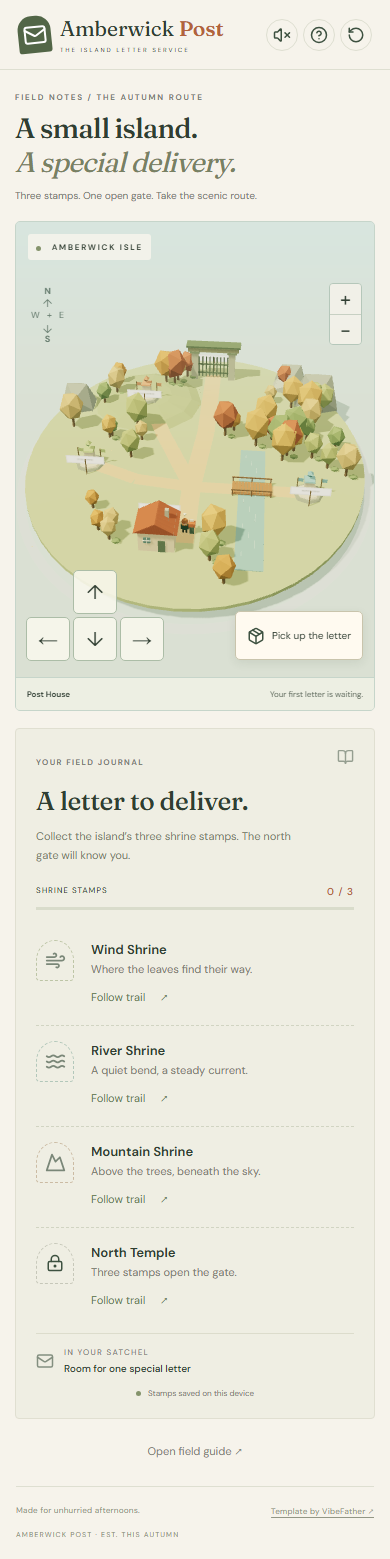 Amberwick Post
THE ISLAND LETTER SERVICE
FIELD NOTES / THE AUTUMN ROUTE
A small island.
A special delivery.
Three stamps. One open gate. Take the scenic route.
AMBERWICK ISLE
N
W + E
S
+
−
Pick up the letter
Post House
Your first letter is waiting.
YOUR FIELD JOURNAL
A letter to deliver.
Collect the island's three shrine stamps. The north
gate will know you.
SHRINE STAMPS
0 / 3
Wind Shrine
Where the leaves find their way.
Follow trail ↗
River Shrine
A quiet bend, a steady current.
Follow trail ↗
Mountain Shrine
Above the trees, beneath the sky.
Follow trail ↗
North Temple
Three stamps open the gate.
Follow trail ↗
IN YOUR SATCHEL
Room for one special letter
Stamps saved on this device
Open field guide ↗
Made for unhurried afternoons.
Template by VibeFather ↗
AMBERWICK POST · EST. THIS AUTUMN